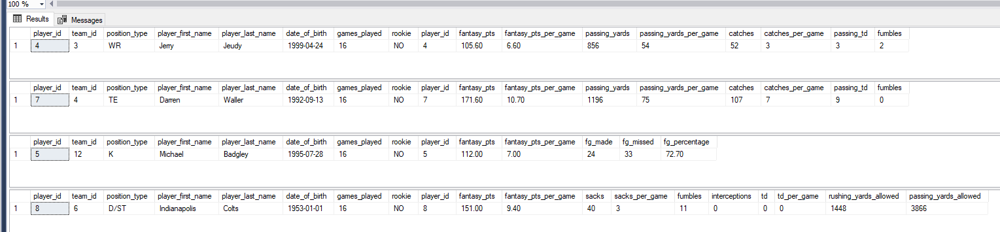 100 %
Results Messages
player_id team_id position_type player_first_name player_last_name date_of_birth games_played rookie player_id fantasy_pts fantasy_pts_per_game passing_yards passing_yards_per_game catches catches_per_game passing_td fumbles
1 4 3 WR Jerry Jeudy 1999-04-24 16 NO 4 105.60 6.60 856 54 52 3 3 2
player_id team_id position_type player_first_name player_last_name date_of_birth games_played rookie player_id fantasy_pts fantasy_pts_per_game passing_yards passing_yards_per_game catches catches_per_game passing_td fumbles
1 7 4 TE Darren Waller 1992-09-13 16 NO 7 171.60 10.70 1196 75 107 7 9 0
player_id team_id position_type player_first_name player_last_name date_of_birth games_played rookie player_id fantasy_pts fantasy_pts_per_game fg_made fg_missed fg_percentage
1 5 12 K Michael Badgley 1995-07-28 16 NO 5 112.00 7.00 24 33 72.70
player_id team_id position_type player_first_name player_last_name date_of_birth games_played rookie player_id fantasy_pts fantasy_pts_per_game sacks sacks_per_game fumbles interceptions td td_per_game rushing_yards_allowed passing_yards_allowed
1 8 6 D/ST Indianapolis Colts 1953-01-01 16 NO 8 151.00 9.40 40 3 11 0 0 0 1448 3866